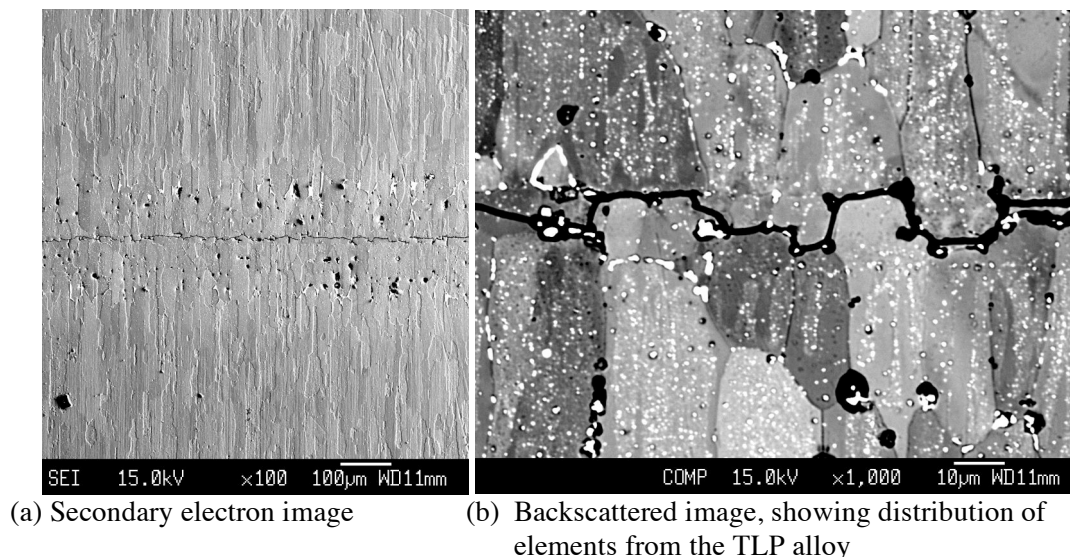 SEI 15.0kV ×100 100µm WD11mm
COMP 15.0kV ×1,000 10µm WD11mm
(a) Secondary electron image
(b) Backscattered image, showing distribution of
elements from the TLP alloy